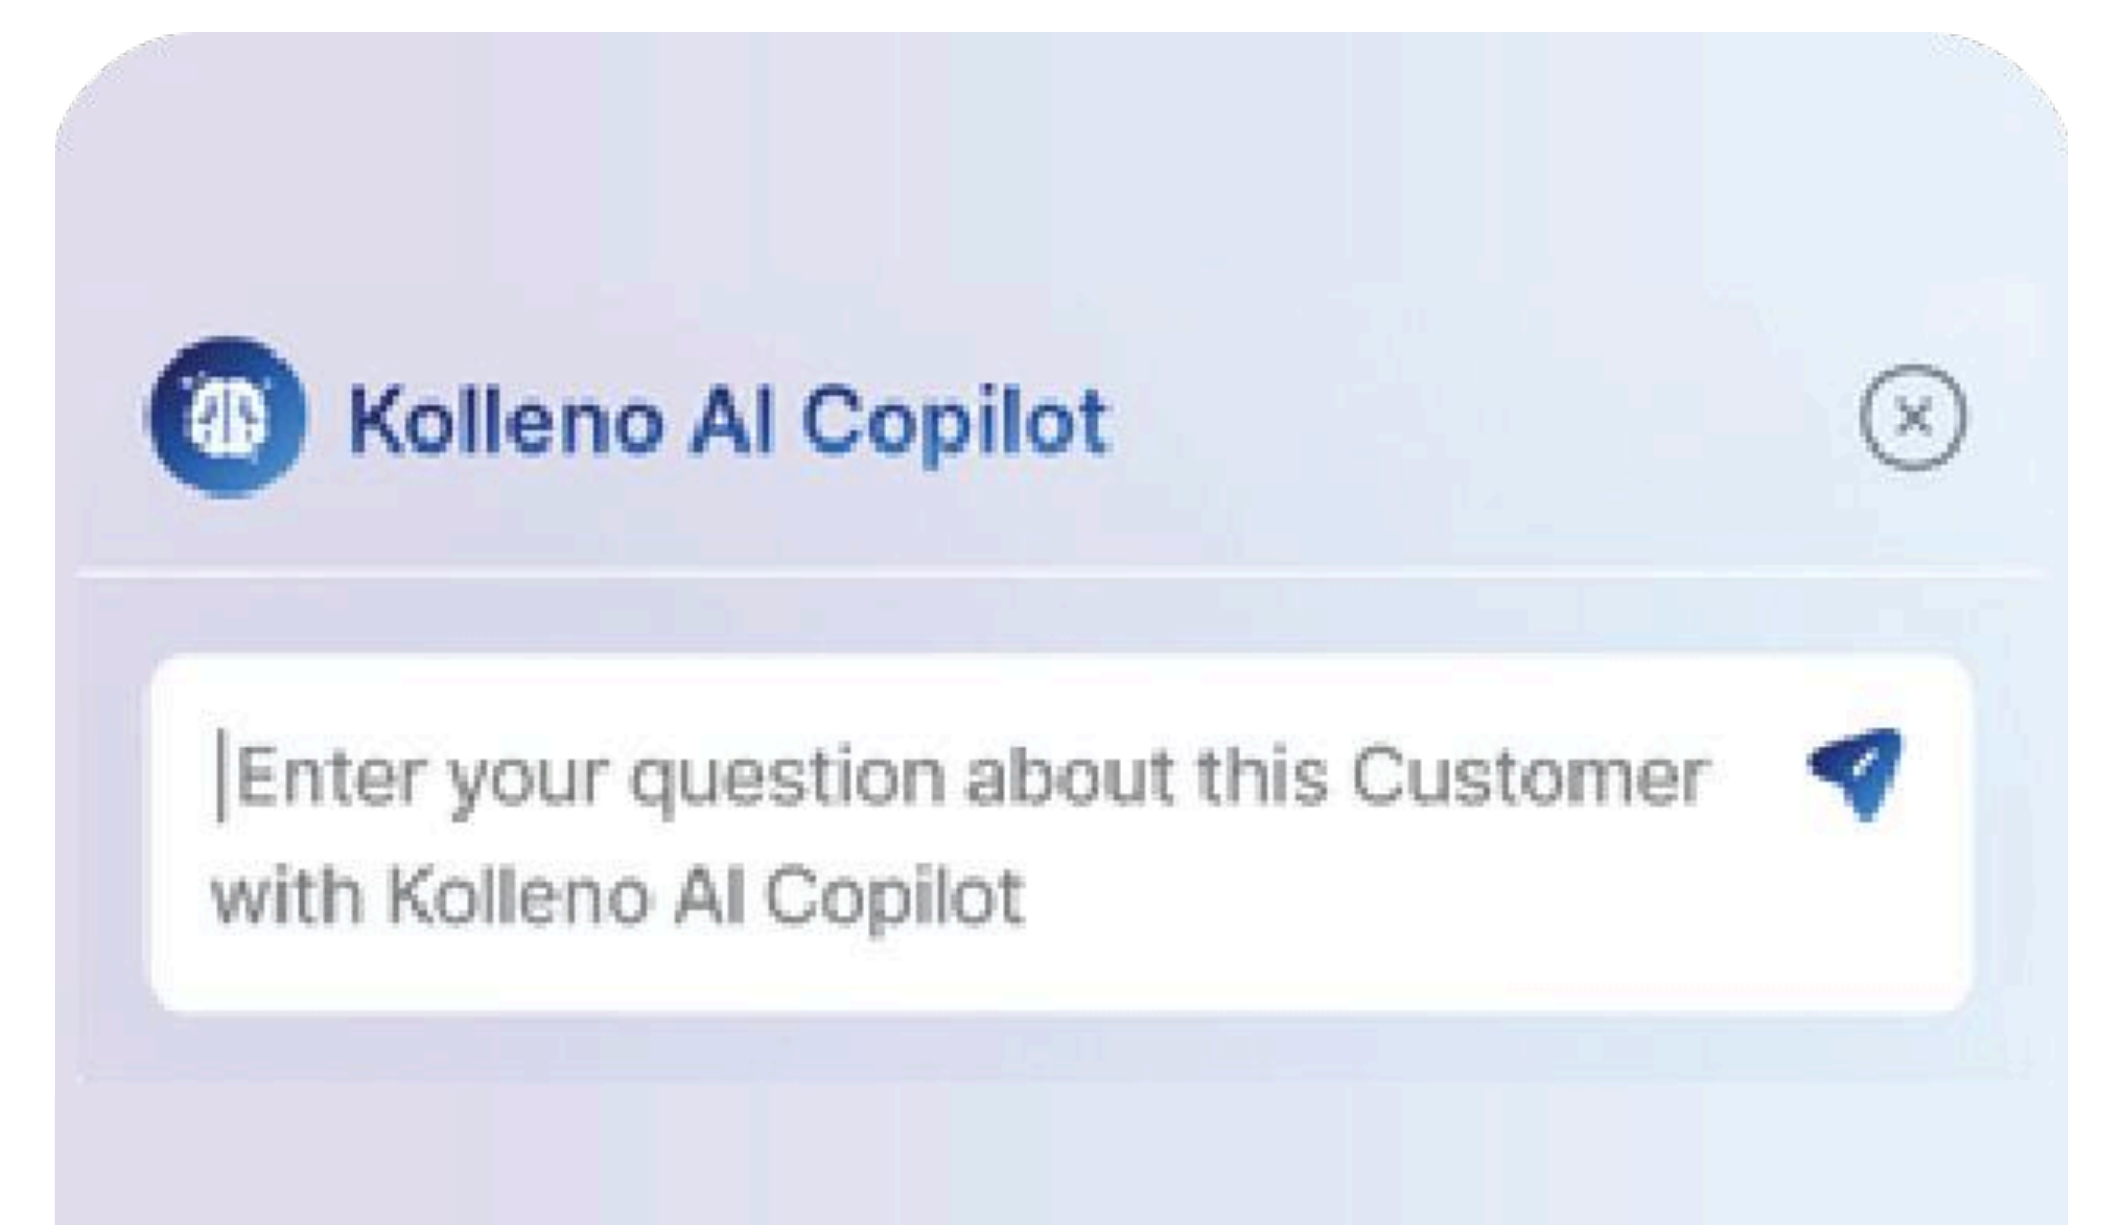 Kolleno AI Copilot
Enter your question about this Customer
with Kolleno AI Copilot